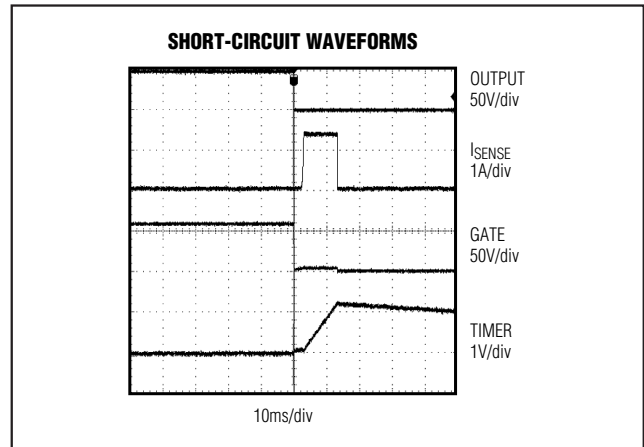 SHORT-CIRCUIT WAVEFORMS
OUTPUT
50V/div
ISENSE
1A/div
GATE
50V/div
TIMER
1V/div
10ms/div